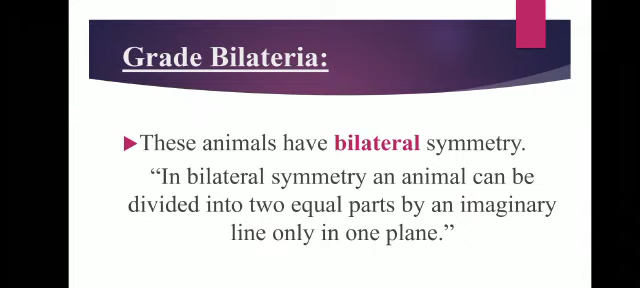 Grade Bilateria:
These animals have bilateral symmetry.
“In bilateral symmetry an animal can be
divided into two equal parts by an imaginary
line only in one plane.”